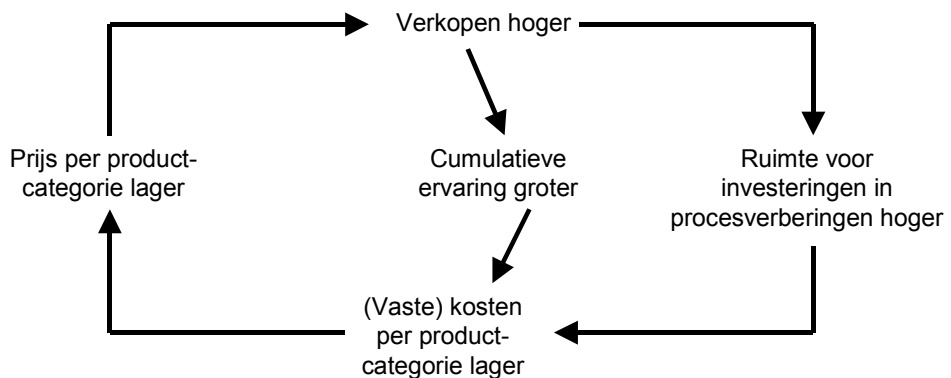 Verkopen hoger
Prijs per product-
categorie lager
Cumulatieve
ervaring groter
Ruimte voor
investeringen in
procesverberingen hoger
(Vaste) kosten
per product-
categorie lager